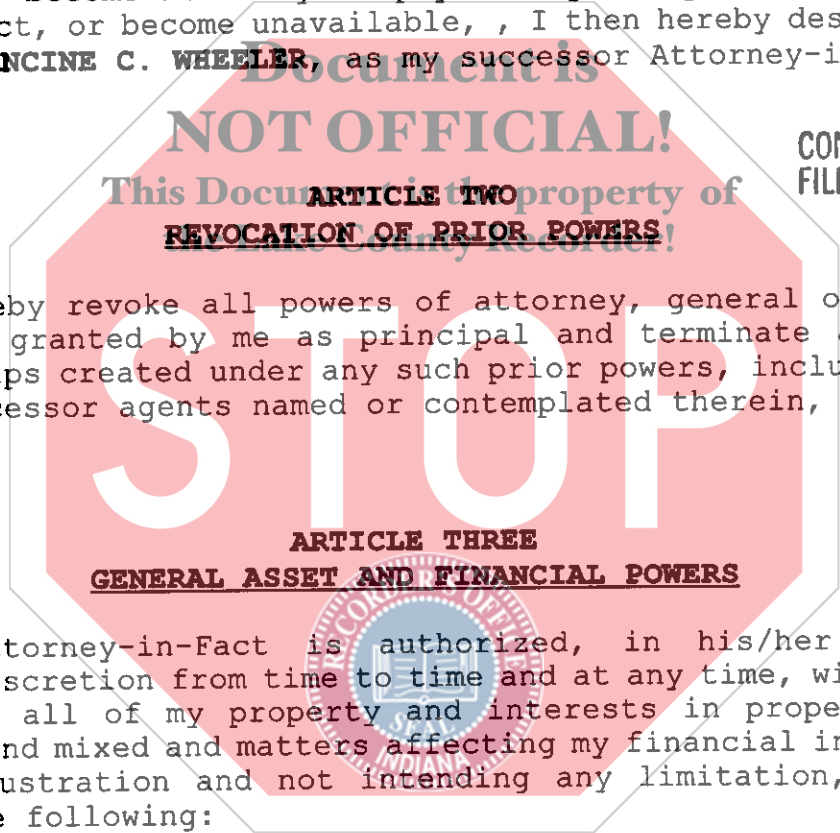 ct, or become unavailable, , I then hereby des
NCINE C. WHEELER, as my successor Attorney-i
Document is
NOT OFFICIAL!
This Document is the property of
the Lake County Recorder!
ARTICLE TWO
REVOCATION OF PRIOR POWERS
eby revoke all powers of attorney, general o
granted by me as principal and terminate
ps created under any such prior powers, inclu
essor agents named or contemplated therein,
STOP
ARTICLE THREE
GENERAL ASSET AND FINANCIAL POWERS
RECORDER'S OFFICE
SEAL
INDIANA
torney-in-Fact is authorized, in his/her
scretion from time to time and at any time, wi
all of my property and interests in prope
nd mixed and matters affecting my financial in
ustration and not intending any limitation,
e following: